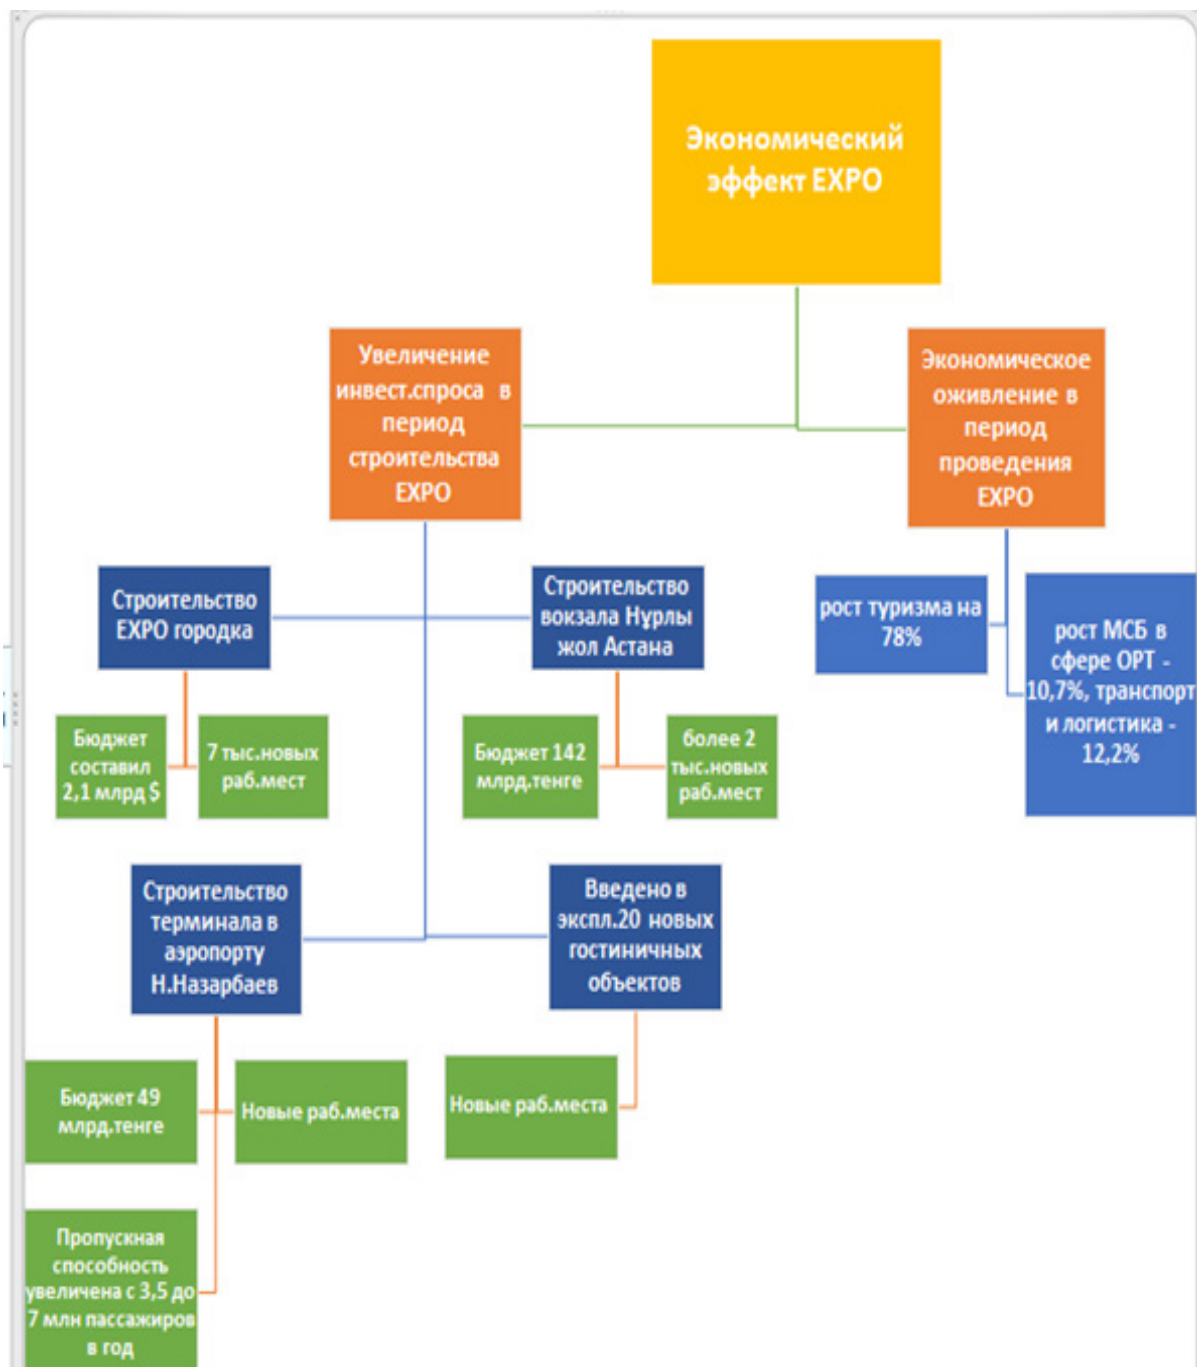 Экономический
эффект EXPO
Увеличение
инвест.спроса в
период
строительства
EXPO
Экономическое
оживление в
период
проведения
EXPO
Строительство
EXPO городка
Строительство
вокзала Нұрлы
жол Астана
рост туризма на
78%
рост МСБ в
сфере ОРТ -
10,7%, транспорт
и логистика -
12,2%
Бюджет
составил
2,1 млрд $
7 тыс.новых
раб.мест
Бюджет 142
млрд.тенге
более 2
тыс.новых
раб.мест
Строительство
терминала в
аэропорту
Н.Назарбаев
Введено в
экспл.20 новых
гостиничных
объектов
Бюджет 49
млрд.тенге
Новые раб.места
Новые раб.места
Пропускная
способность
увеличена с 3,5 до
7 млн пассажиров
в год